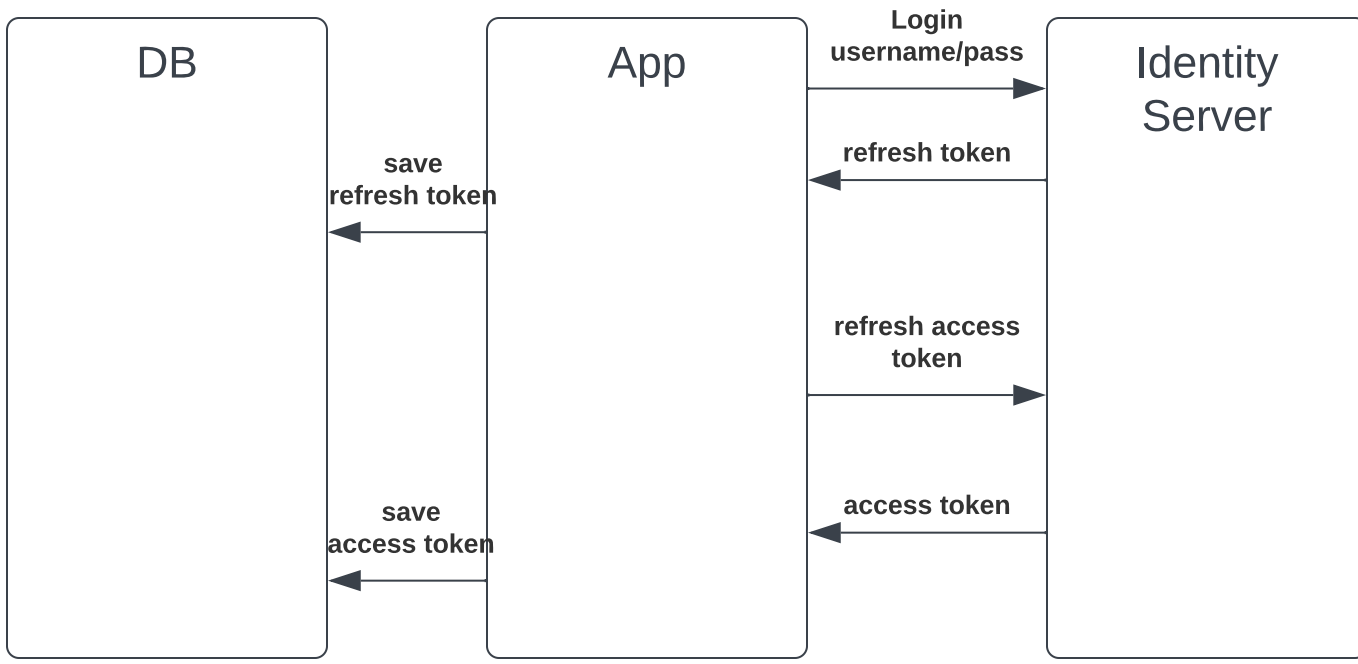 DB
App
Identity
Server
Login
username/pass
refresh token
save
refresh token
refresh access
token
access token
save
access token